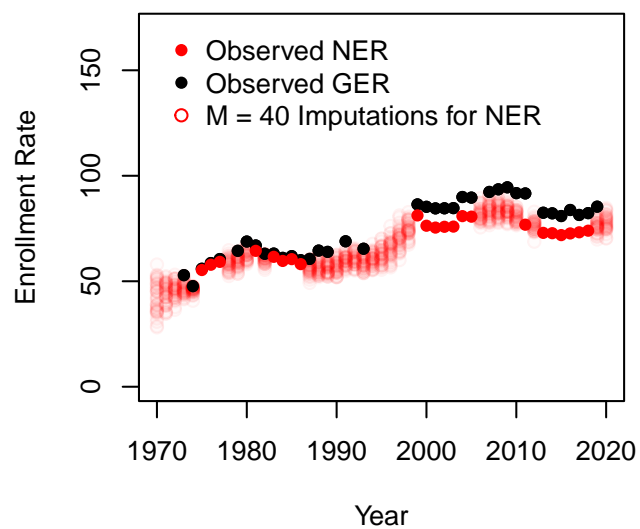 Observed NER
Observed GER
M = 40 Imputations for NER
Enrollment Rate
150
100
50
0
1970 1980 1990 2000 2010 2020
Year